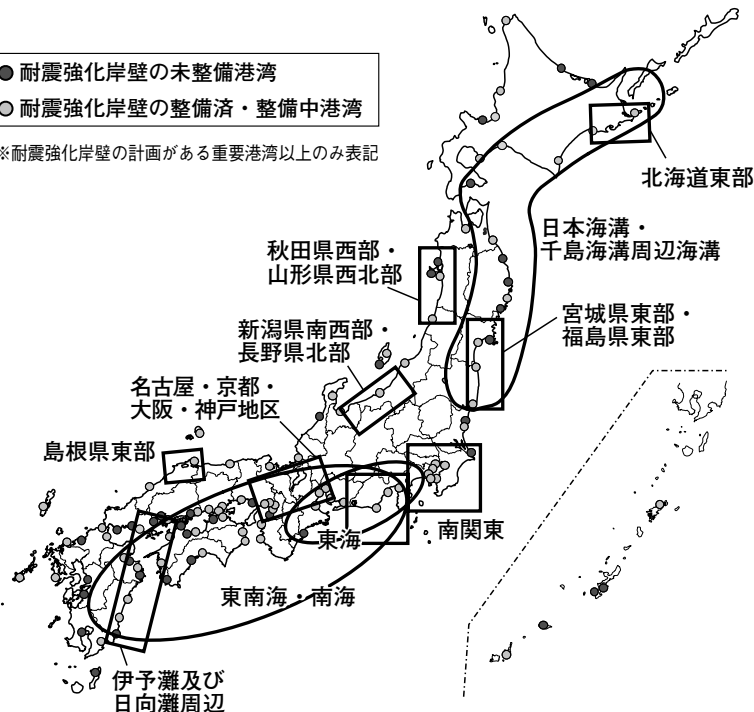 耐震強化岸壁の未整備港湾
耐震強化岸壁の整備済・整備中港湾
※耐震強化岸壁の計画がある重要港湾以上のみ表記
北海道東部
日本海溝・
千島海溝周辺海溝
秋田県西部・
山形県西北部
宮城県東部・
福島県東部
新潟県南西部・
長野県北部
名古屋・京都・
大阪・神戸地区
島根県東部
南関東
東海
東南海・南海
伊予灘及び
日向灘周辺